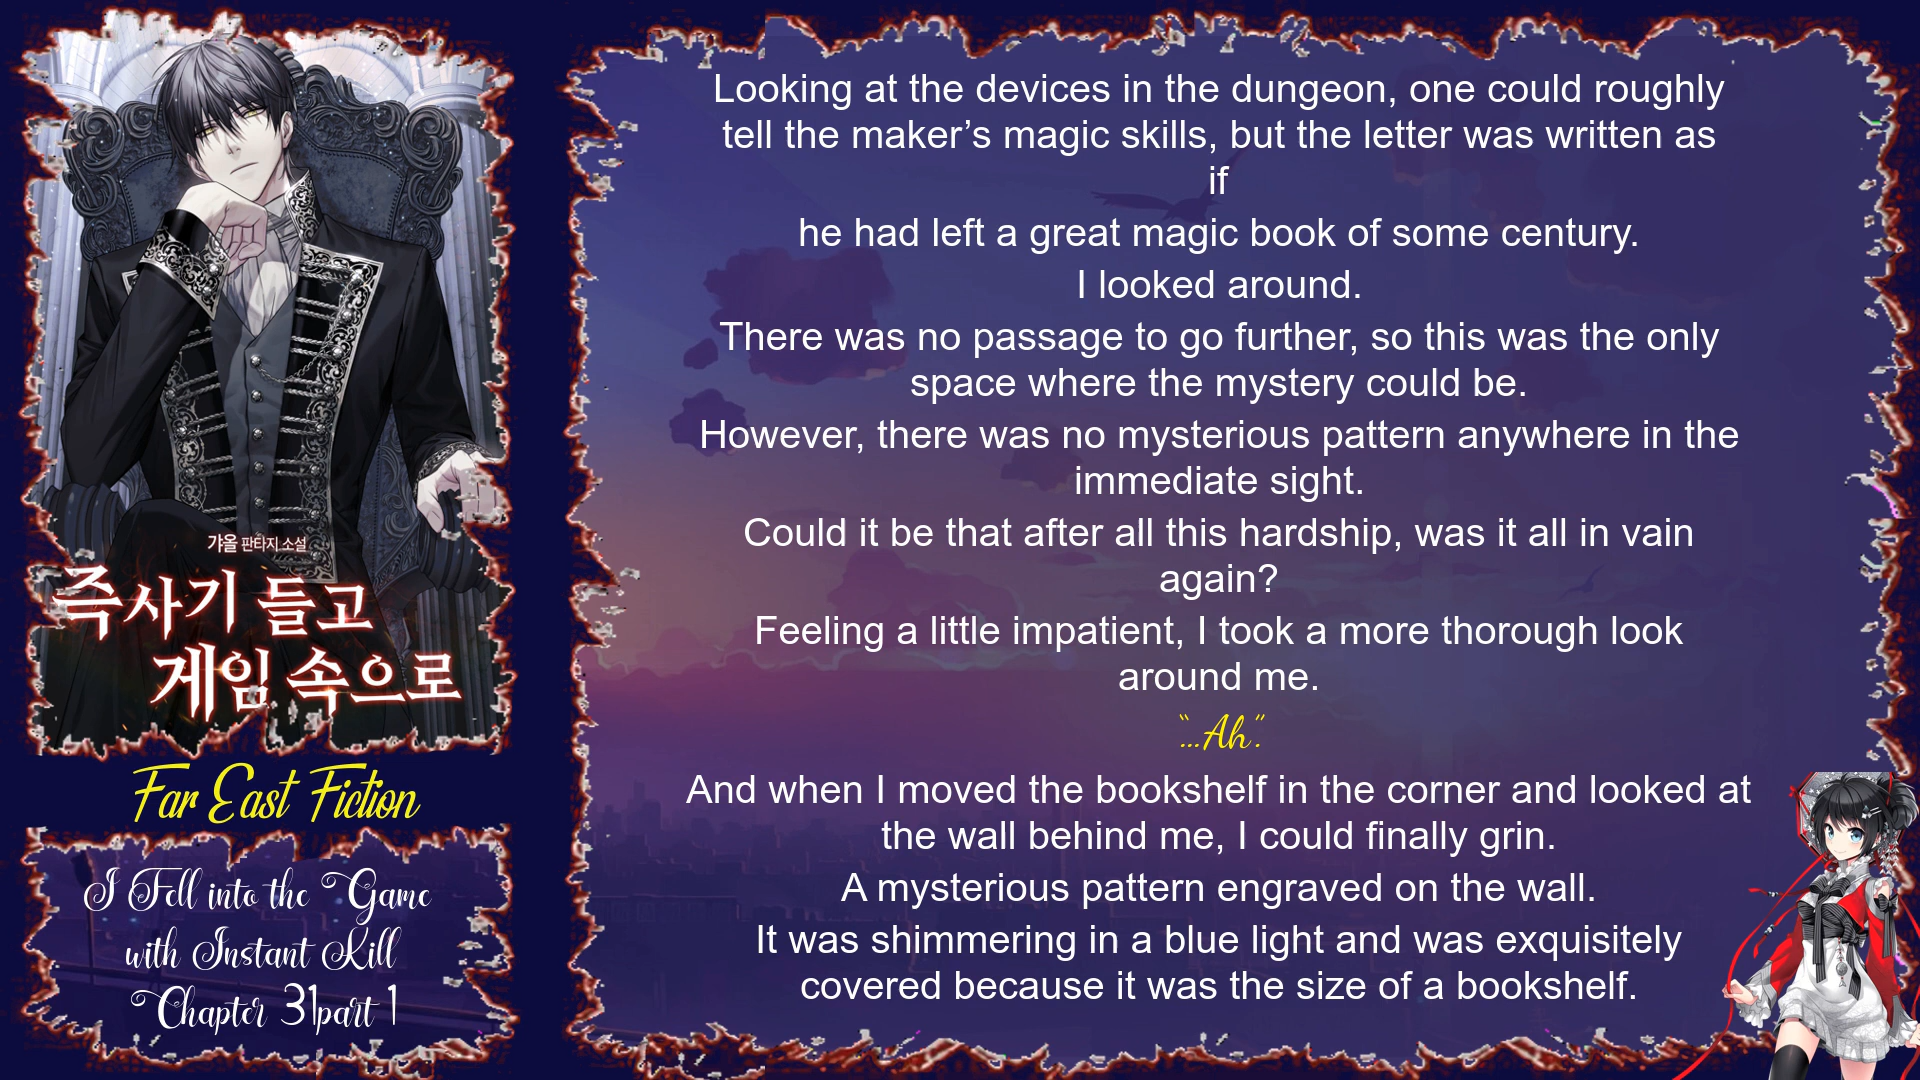 갸올 판타지 소설
즉사기 들고
게임 속으로
Far East Fiction
I Fell into the Game
with Instant Kill
Chapter 31part 1
Looking at the devices in the dungeon, one could roughly
tell the maker’s magic skills, but the letter was written as
if
he had left a great magic book of some century.
I looked around.
There was no passage to go further, so this was the only
space where the mystery could be.
However, there was no mysterious pattern anywhere in the
immediate sight.
Could it be that after all this hardship, was it all in vain
again?
Feeling a little impatient, I took a more thorough look
around me.
“...Ah”.
And when I moved the bookshelf in the corner and looked at
the wall behind me, I could finally grin.
A mysterious pattern engraved on the wall.
It was shimmering in a blue light and was exquisitely
covered because it was the size of a bookshelf.